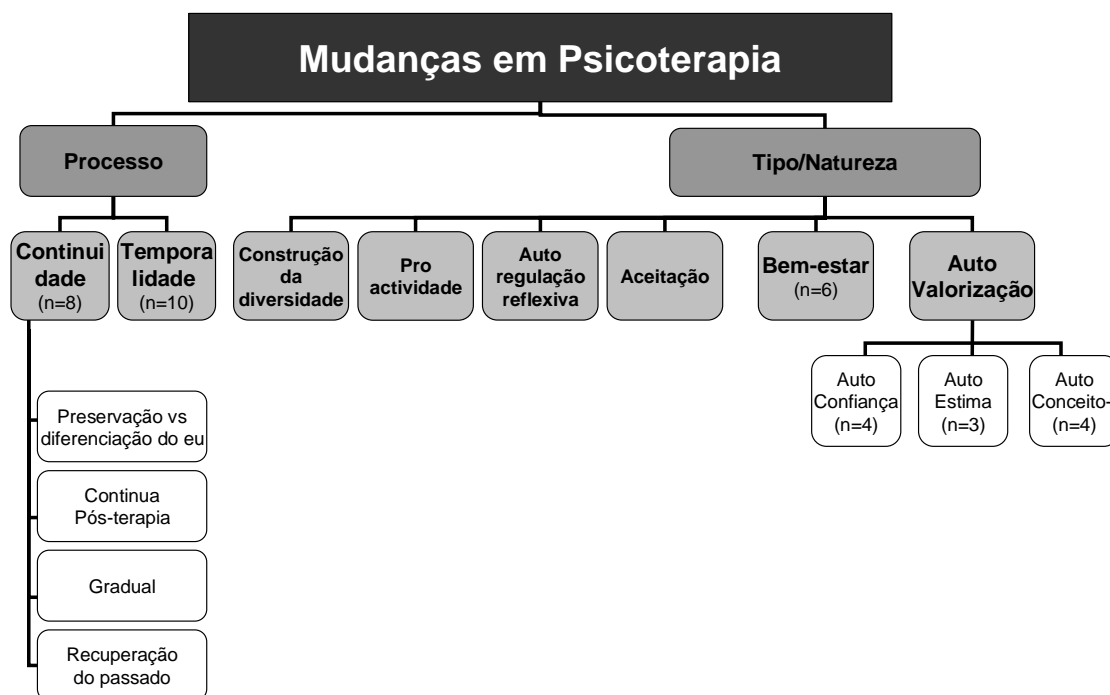 Mudanças em Psicoterapia
Processo
Tipo/Natureza
Continui
dade
(n=8)
Tempora
lidade
(n=10)
Construção
da
diversidade
Pro
actividade
Auto
regulação
reflexiva
Aceitação
Bem-estar
(n=6)
Auto
Valorização
Auto
Confiança
(n=4)
Auto
Estima
(n=3)
Auto
Conceito-
(n=4)
Preservação vs
diferenciação do eu
Continua
Pós-terapia
Gradual
Recuperação
do passado